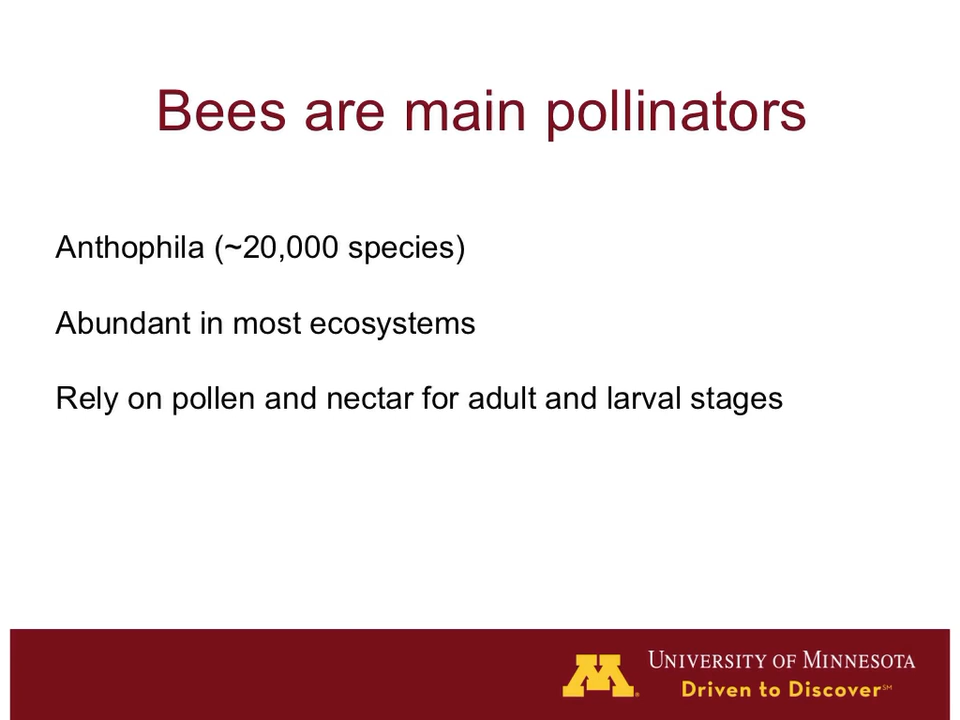 Bees are main pollinators
Anthophila (~20,000 species)
Abundant in most ecosystems
Rely on pollen and nectar for adult and larval stages
M®
UNIVERSITY OF MINNESOTA
Driven to Discover℠